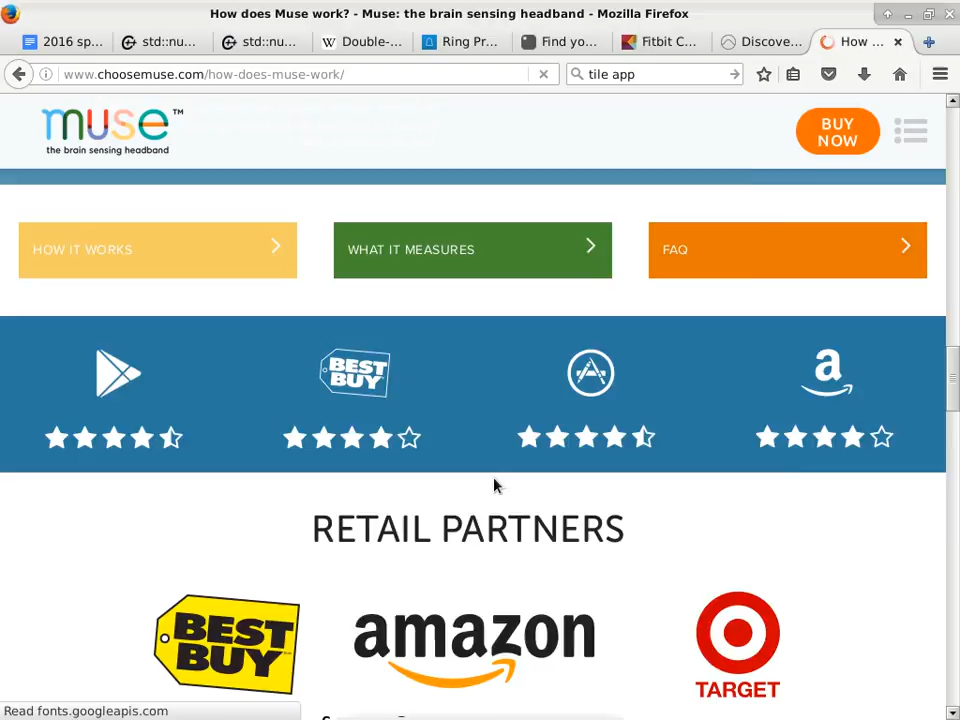 How does Muse work? - Muse: the brain sensing headband - Mozilla Firefox
2016 sp...
std::nu...
std::nu...
Double-...
Ring Pr...
Find yo...
Fitbit C...
Discove...
How ...
www.choosemuse.com/how-does-muse-work/
tile app
muse™
the brain sensing headband
BUY
NOW
HOW IT WORKS
WHAT IT MEASURES
FAQ
BEST
BUY
a
RETAIL PARTNERS
BEST
BUY
amazon
TARGET
Read fonts.googleapis.com